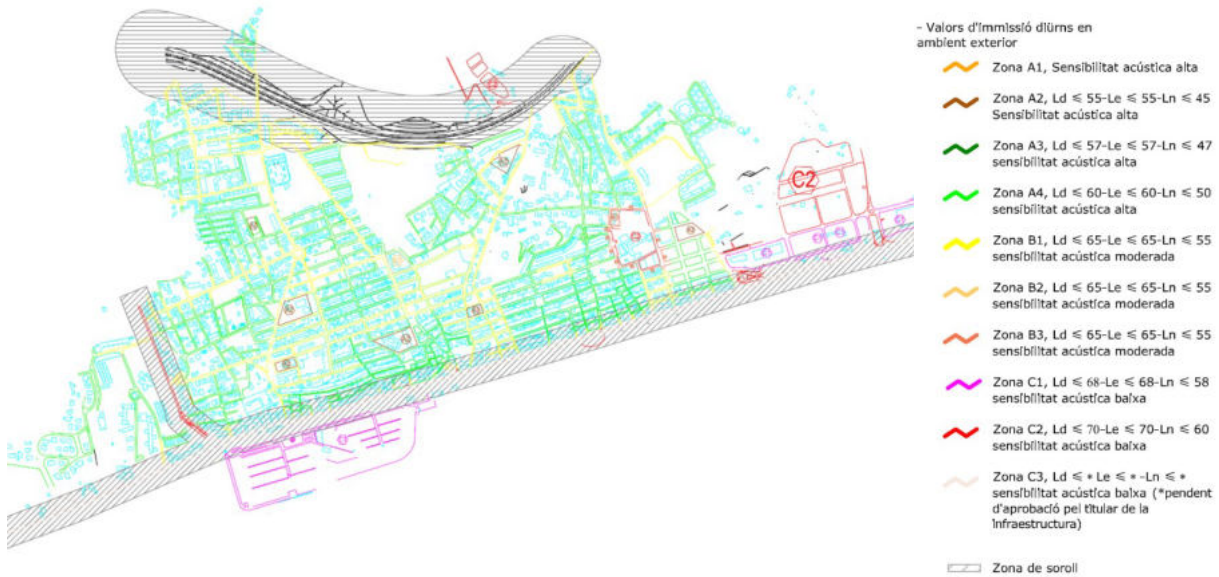 - Valors d'immissió diürns en
ambient exterior
Zona A1, Sensibilitat acústica alta
Zona A2, Ld ≤ 55-Le ≤ 55-Ln ≤ 45
Sensibilitat acústica alta
Zona A3, Ld ≤ 57-Le ≤ 57-Ln ≤ 47
sensibilitat acústica alta
Zona A4, Ld ≤ 60-Le ≤ 60-Ln ≤ 50
sensibilitat acústica alta
Zona B1, Ld ≤ 65-Le ≤ 65-Ln ≤ 55
sensibilitat acústica moderada
Zona B2, Ld ≤ 65-Le ≤ 65-Ln ≤ 55
sensibilitat acústica moderada
Zona B3, Ld ≤ 65-Le ≤ 65-Ln ≤ 55
sensibilitat acústica moderada
Zona C1, Ld ≤ 68-Le ≤ 68-Ln ≤ 58
sensibilitat acústica baixa
Zona C2, Ld ≤ 70-Le ≤ 70-Ln ≤ 60
sensibilitat acústica baixa
Zona C3, Ld ≤ * Le ≤ * -Ln ≤ *
sensibilitat acústica baixa (*pendent
d'aprobació pel titular de la
infraestructura)
Zona de soroll
C2